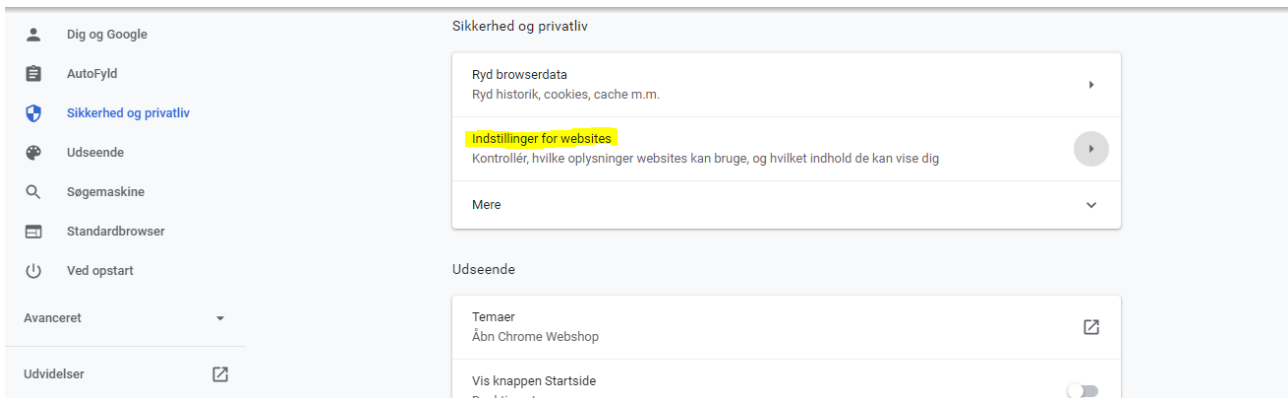 Dig og Google
AutoFyld
Sikkerhed og privatliv
Udseende
Søgemaskine
Standardbrowser
Ved opstart
Avanceret
Udvidelser
Sikkerhed og privatliv
Ryd browserdata
Ryd historik, cookies, cache m.m.
Indstillinger for websites
Kontrollér, hvilke oplysninger websites kan bruge, og hvilket indhold de kan vise dig
Mere
Udseende
Temaer
Åbn Chrome Webshop
Vis knappen Startside